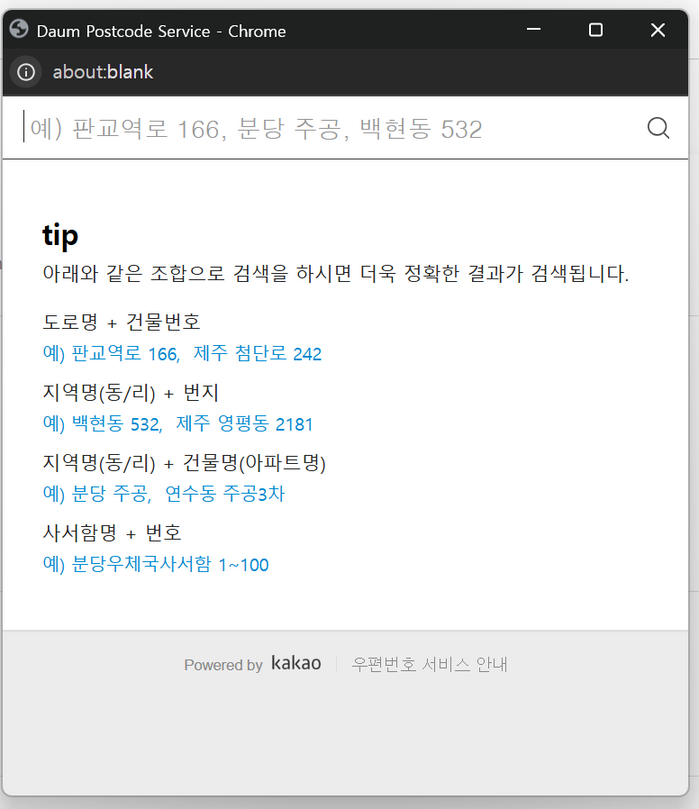 Daum Postcode Service - Chrome
about:blank
예) 판교역로 166, 분당 주공, 백현동 532
tip
아래와 같은 조합으로 검색을 하시면 더욱 정확한 결과가 검색됩니다.
도로명 + 건물번호
예) 판교역로 166, 제주 첨단로 242
지역명(동/리) + 번지
예) 백현동 532, 제주 영평동 2181
지역명(동/리) + 건물명(아파트명)
예) 분당 주공, 연수동 주공3차
사서함명 + 번호
예) 분당우체국사서함 1~100
Powered by kakao 우편번호 서비스 안내